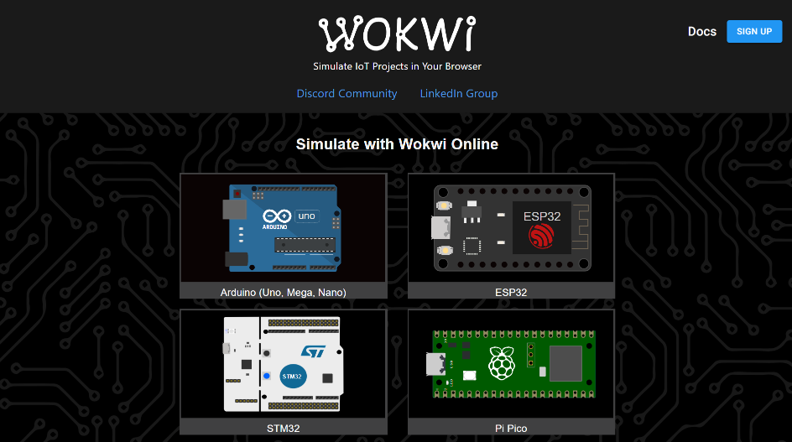 WOKWi
Docs
SIGN UP
Simulate IoT Projects in Your Browser
Discord Community
LinkedIn Group
Simulate with Wokwi Online
uno
ARDUINO
ESP32
Arduino (Uno, Mega, Nano)
ESP32
STM32
STM32
Pi Pico